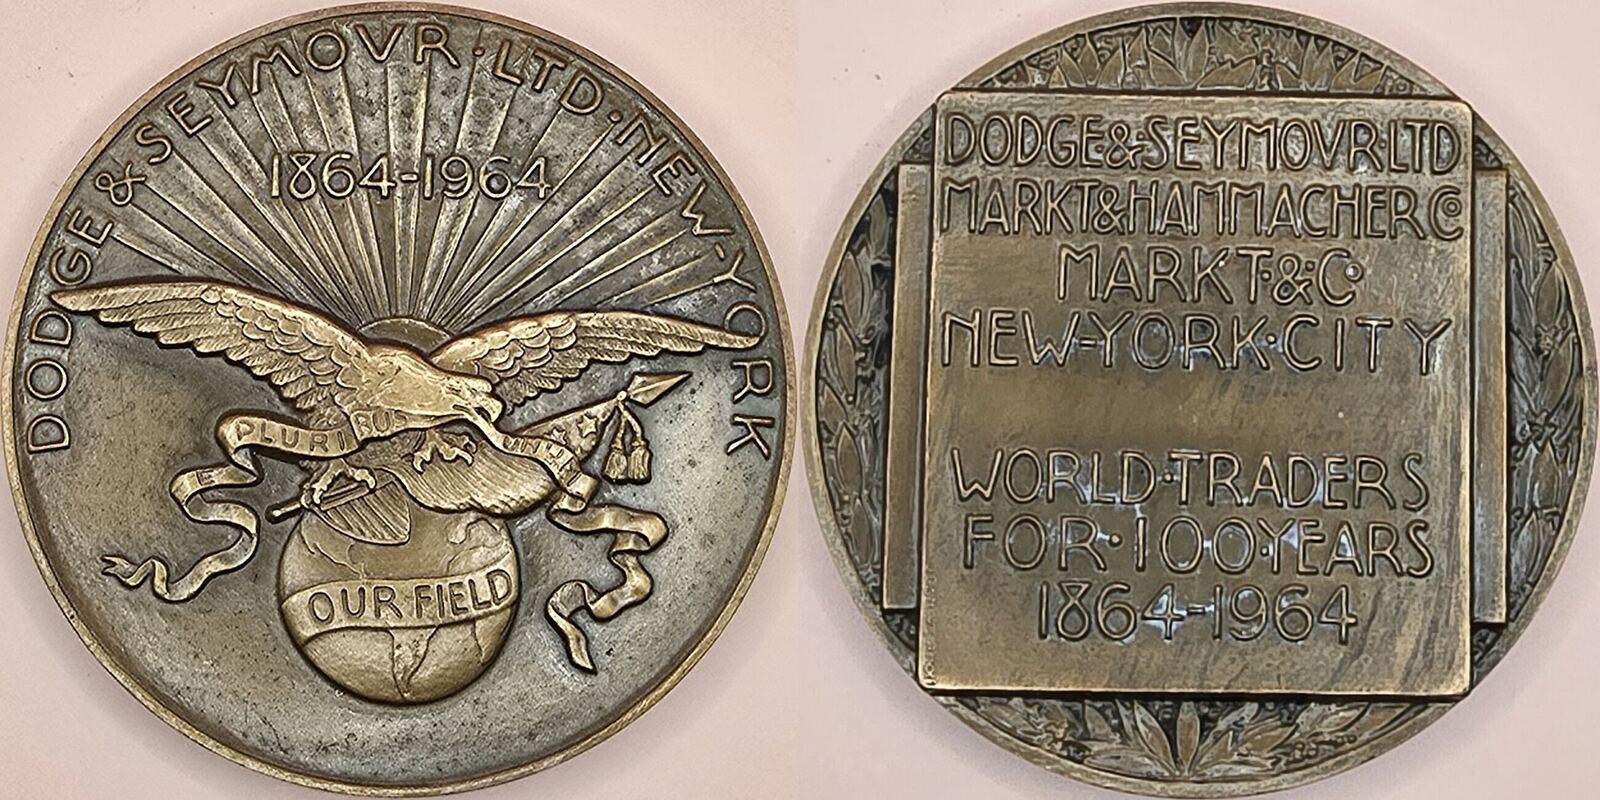 DODGE & SEYMOVR · LTD · NEW-YORK
1864-1964
PLURIBUS
OUR FIELD
DODGE·&·SEYMOVR·LTD
MARKT&HAMMACHER Co
MARKT·&·Co
NEW-YORK·CITY
WORLD·TRADERS
FOR·100·YEARS
1864-1964